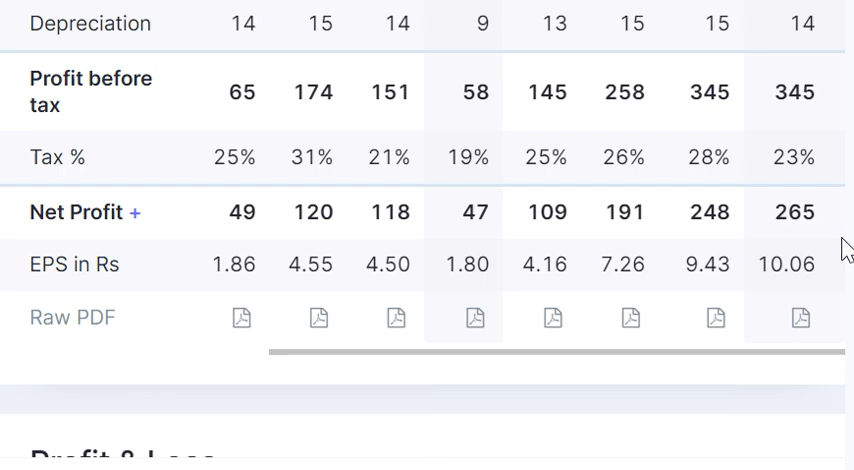 Depreciation 14 15 14 9 13 15 15 14
Profit before
tax 65 174 151 58 145 258 345 345
Tax % 25% 31% 21% 19% 25% 26% 28% 23%
Net Profit + 49 120 118 47 109 191 248 265
EPS in Rs 1.86 4.55 4.50 1.80 4.16 7.26 9.43 10.06
Raw PDF
Profit & Loss